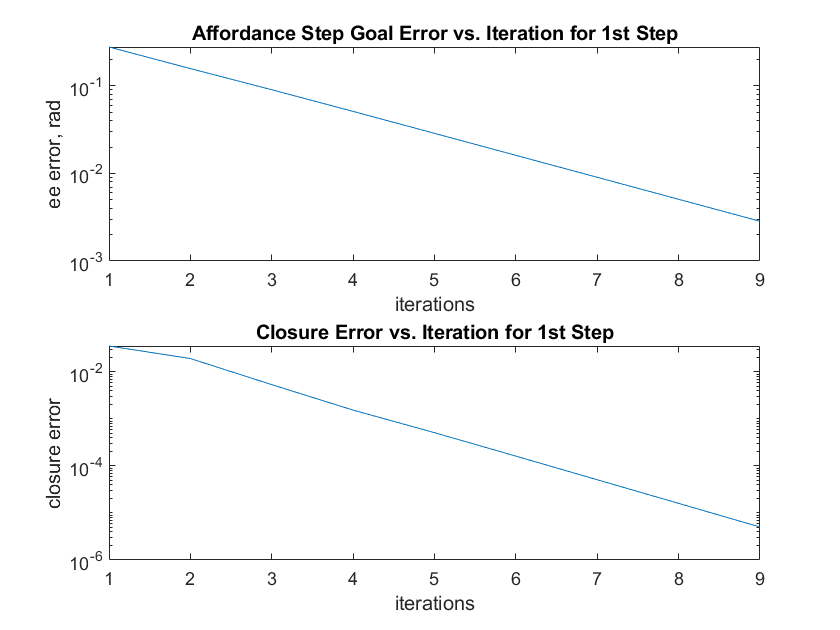 Affordance Step Goal Error vs. Iteration for 1st Step
ee error, rad
10^-1
10^-2
10^-3
1 2 3 4 5 6 7 8 9
iterations
Closure Error vs. Iteration for 1st Step
closure error
10^-2
10^-4
10^-6
1 2 3 4 5 6 7 8 9
iterations